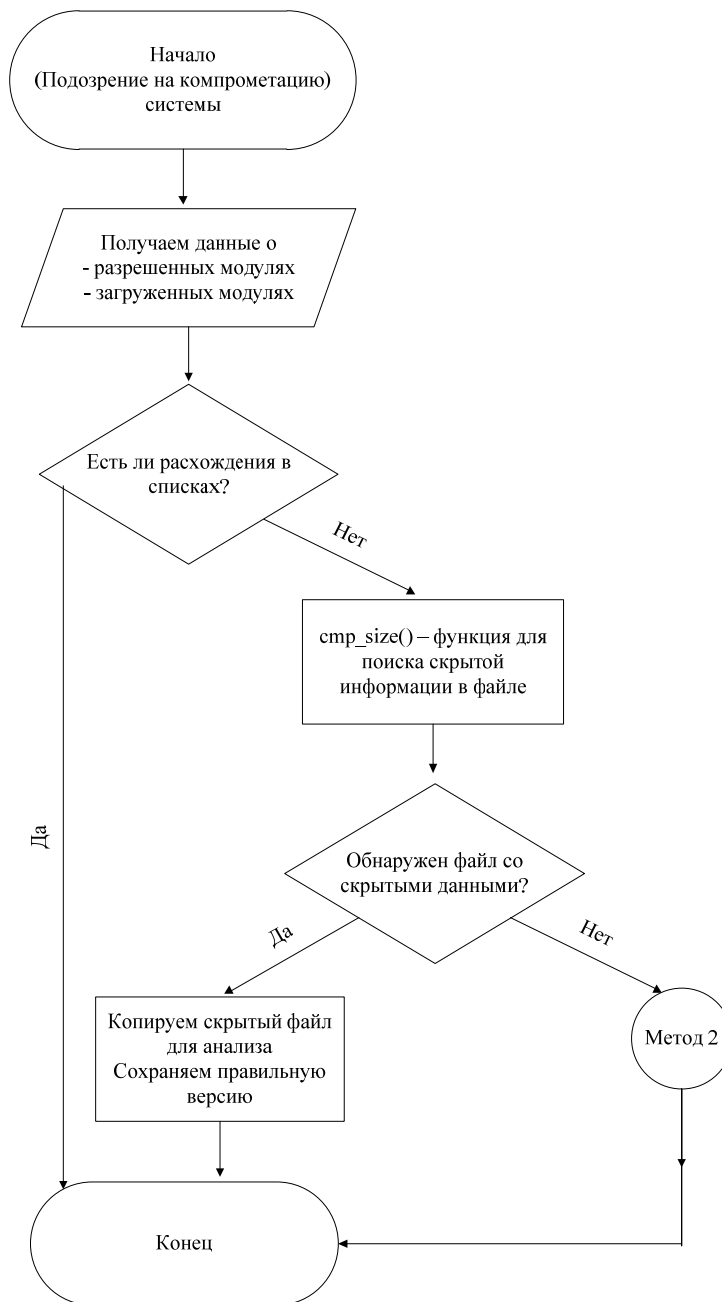 Начало
(Подозрение на компрометацию)
системы
Получаем данные о
- разрешенных модулях
- загруженных модулях
Есть ли расхождения в
списках?
Нет
cmp_size() – функция для
поиска скрытой
информации в файле
Да
Обнаружен файл со
скрытыми данными?
Да
Нет
Копируем скрытый файл
для анализа
Сохраняем правильную
версию
Метод 2
Конец